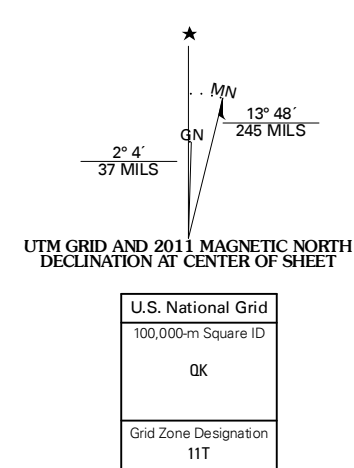 ★
MN
13° 48´
245 MILS
GN
2° 4´
37 MILS
UTM GRID AND 2011 MAGNETIC NORTH
DECLINATION AT CENTER OF SHEET
U.S. National Grid
100,000-m Square ID
QK
Grid Zone Designation
11T